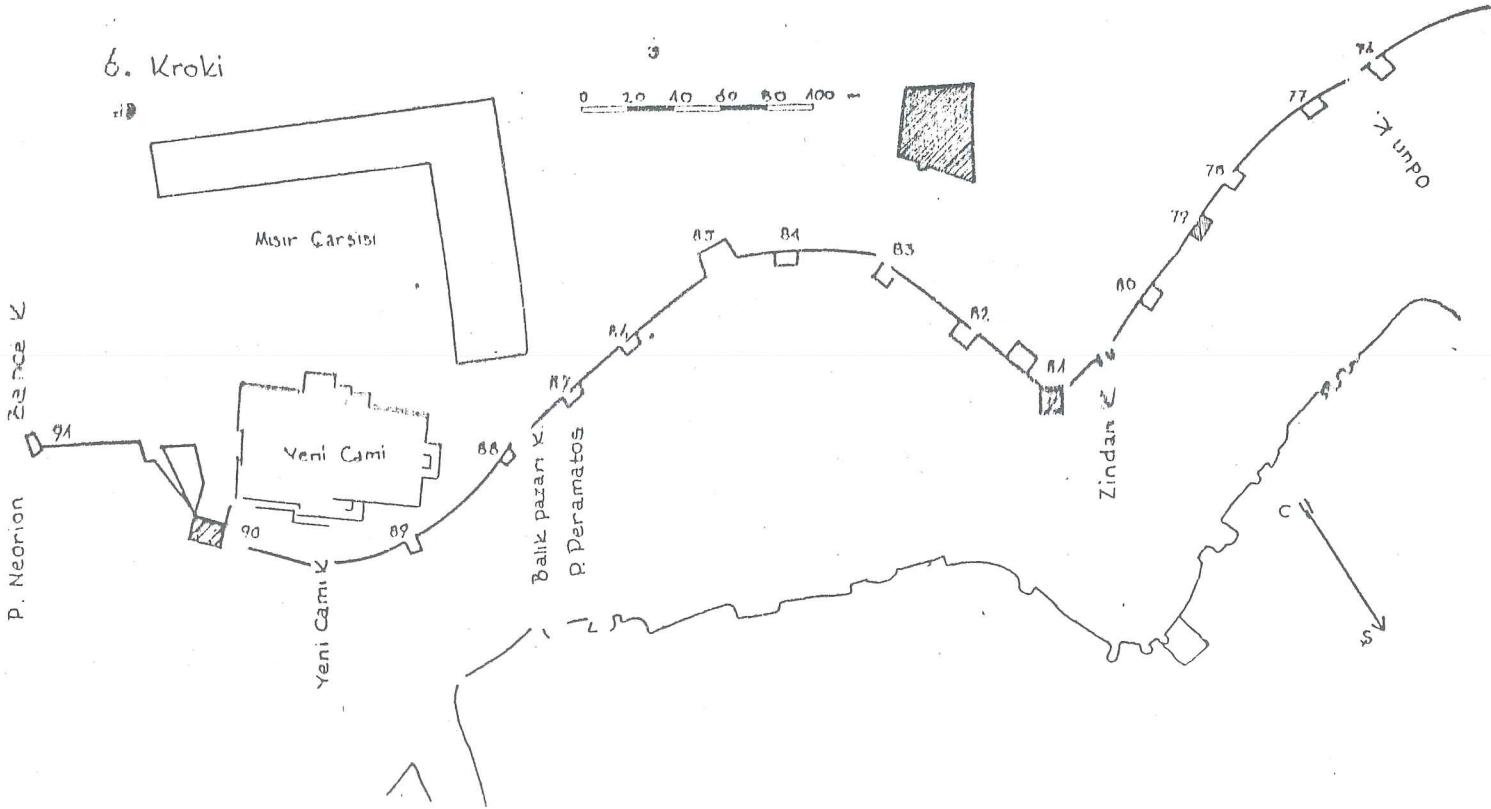 6. Kroki
0 20 40 60 80 100 m
Mısır Çarşısı
Yeni Cami
76
77
78
79
80
81
82
83
84
85
86
87
88
89
90
91
Odun K.
Zindan K
Balık pazarı K.
P. Peramatos
Yeni Cami K
P. Neorion
C
Ş